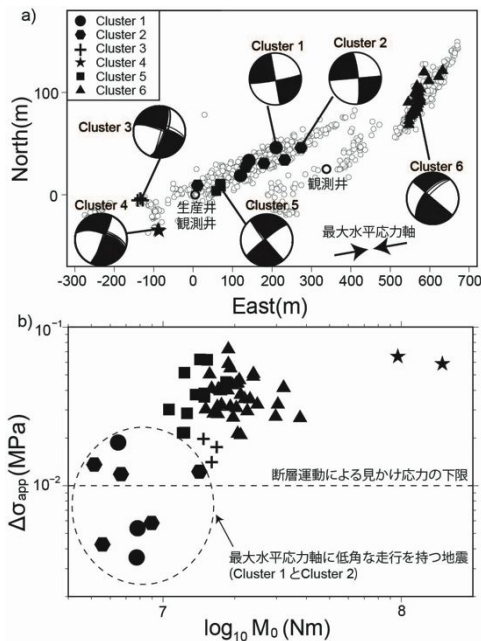 a)
Cluster 1
Cluster 2
Cluster 3
Cluster 4
Cluster 5
Cluster 6
Cluster 1
Cluster 2
Cluster 3
Cluster 4
Cluster 5
Cluster 6
生産井
観測井
観測井
最大水平応力軸
North(m)
100
0
-300 -200 -100 0 100 200 300 400 500 600 700
East(m)
b)
10⁻¹
10⁻²
Δσapp(MPa)
断層運動による見かけ応力の下限
最大水平応力軸に低角な走行を持つ地震
(Cluster 1 とCluster 2)
7 8
log₁₀ M₀ (Nm)